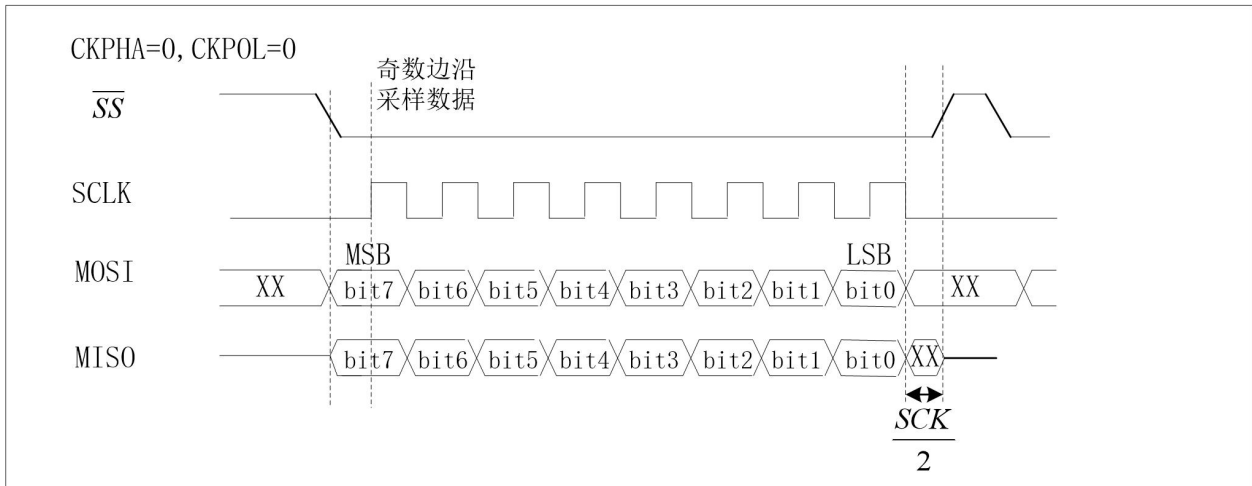 CKPHA=0, CKPOL=0
奇数边沿
采样数据
SS
SCLK
MSB LSB
MOSI XX bit7 bit6 bit5 bit4 bit3 bit2 bit1 bit0 XX
MISO bit7 bit6 bit5 bit4 bit3 bit2 bit1 bit0 XX
SCK
2